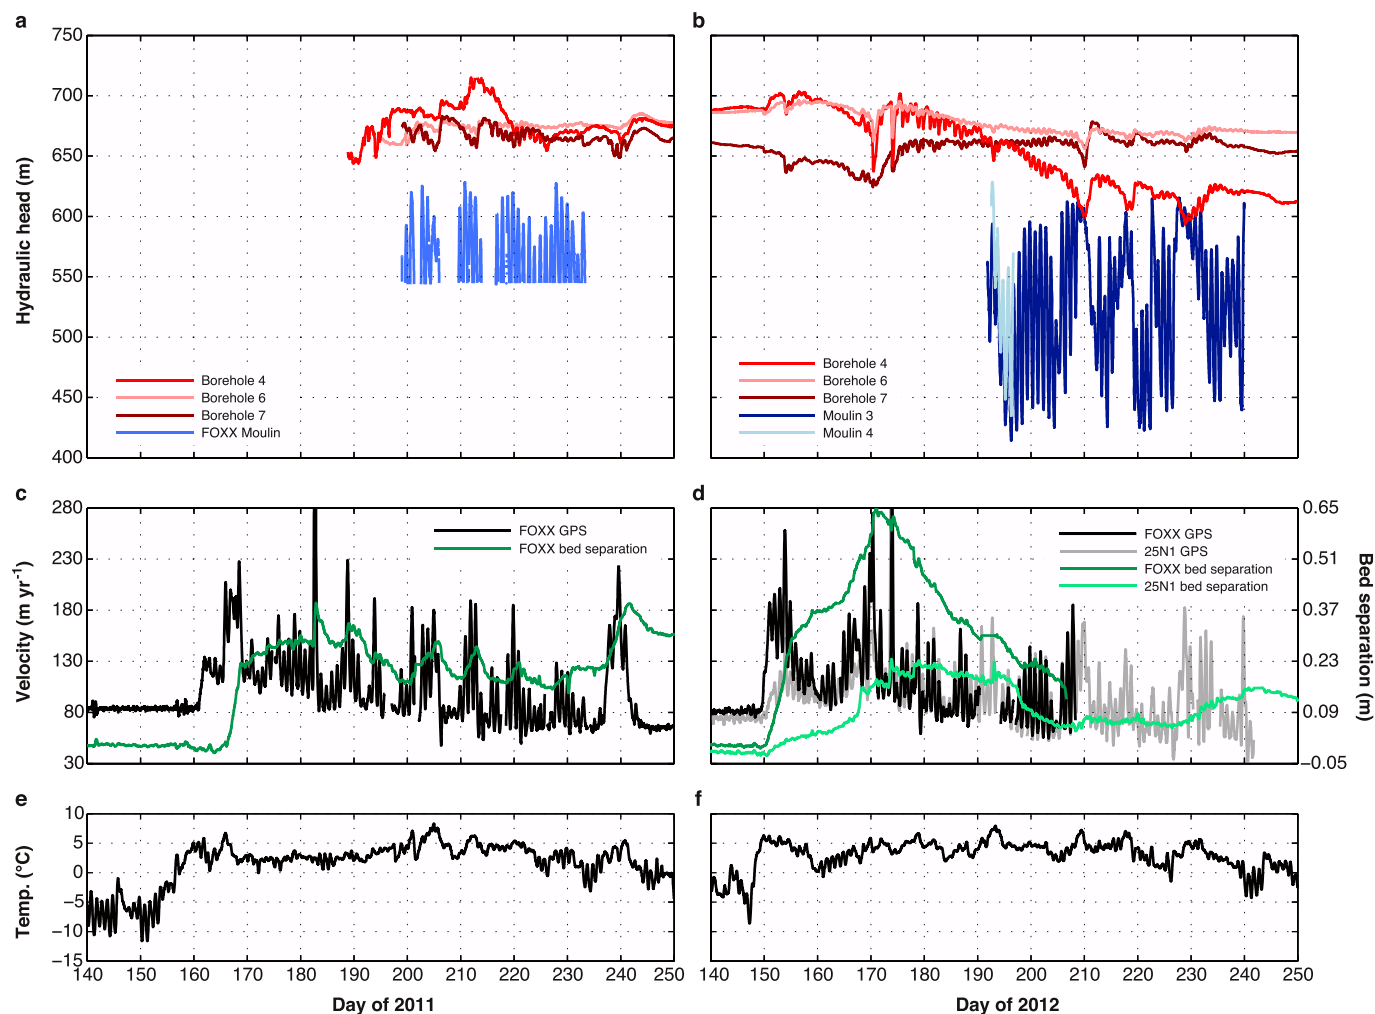 a
b
750
700
650
600
550
500
450
400
Hydraulic head (m)
Borehole 4
Borehole 6
Borehole 7
FOXX Moulin
Borehole 4
Borehole 6
Borehole 7
Moulin 3
Moulin 4
c
d
280
230
180
130
80
30
Velocity (m yr-1)
FOXX GPS
FOXX bed separation
FOXX GPS
25N1 GPS
FOXX bed separation
25N1 bed separation
0.65
0.51
0.37
0.23
0.09
−0.05
Bed separation (m)
e
f
10
5
0
−5
−10
−15
Temp. (°C)
140 150 160 170 180 190 200 210 220 230 240 250
140 150 160 170 180 190 200 210 220 230 240 250
Day of 2011
Day of 2012